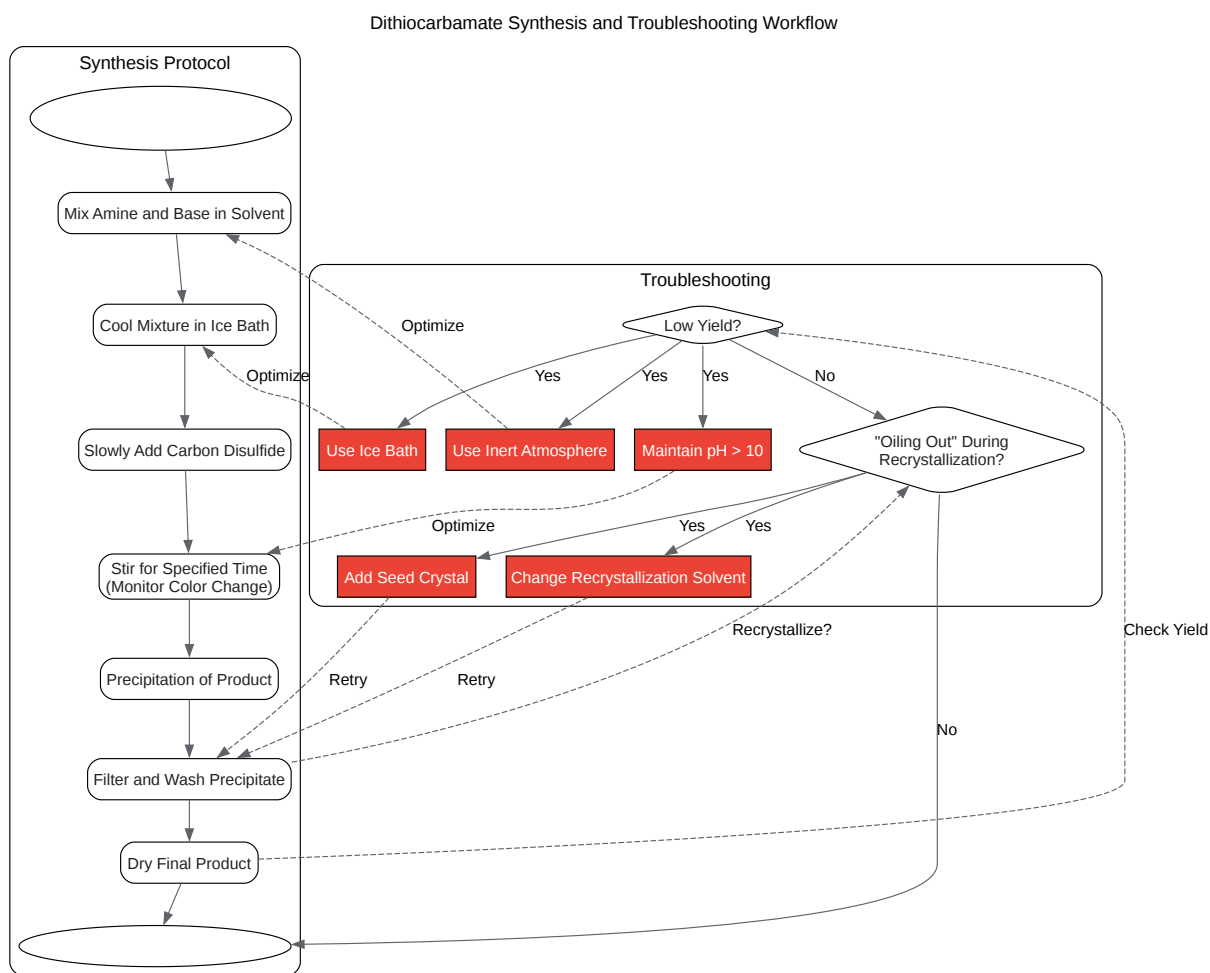 Dithiocarbamate Synthesis and Troubleshooting Workflow
Synthesis Protocol
Mix Amine and Base in Solvent
Cool Mixture in Ice Bath
Slowly Add Carbon Disulfide
Stir for Specified Time
(Monitor Color Change)
Precipitation of Product
Filter and Wash Precipitate
Dry Final Product
Troubleshooting
Low Yield?
Optimize
Optimize
Yes
Yes
Yes
No
Use Ice Bath
Use Inert Atmosphere
Maintain pH > 10
"Oiling Out" During
Recrystallization?
Optimize
Yes
Yes
Add Seed Crystal
Change Recrystallization Solvent
Recrystallize?
Check Yield
Retry
Retry
No